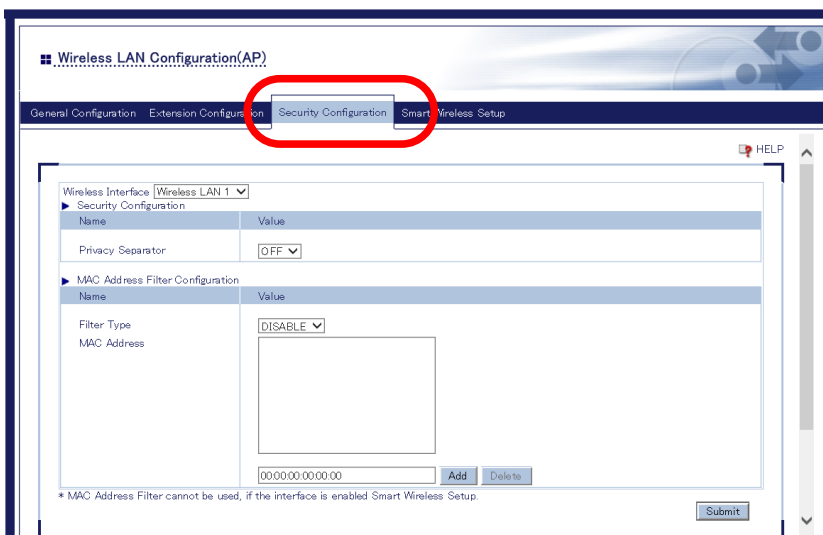 Wireless LAN Configuration(AP)
General Configuration Extension Configuration Security Configuration Smart Wireless Setup
HELP
Wireless Interface Wireless LAN 1
Security Configuration
Name Value
Privacy Separator OFF
MAC Address Filter Configuration
Name Value
Filter Type DISABLE
MAC Address
00:00:00:00:00:00 Add Delete
* MAC Address Filter cannot be used, if the interface is enabled Smart Wireless Setup.
Submit